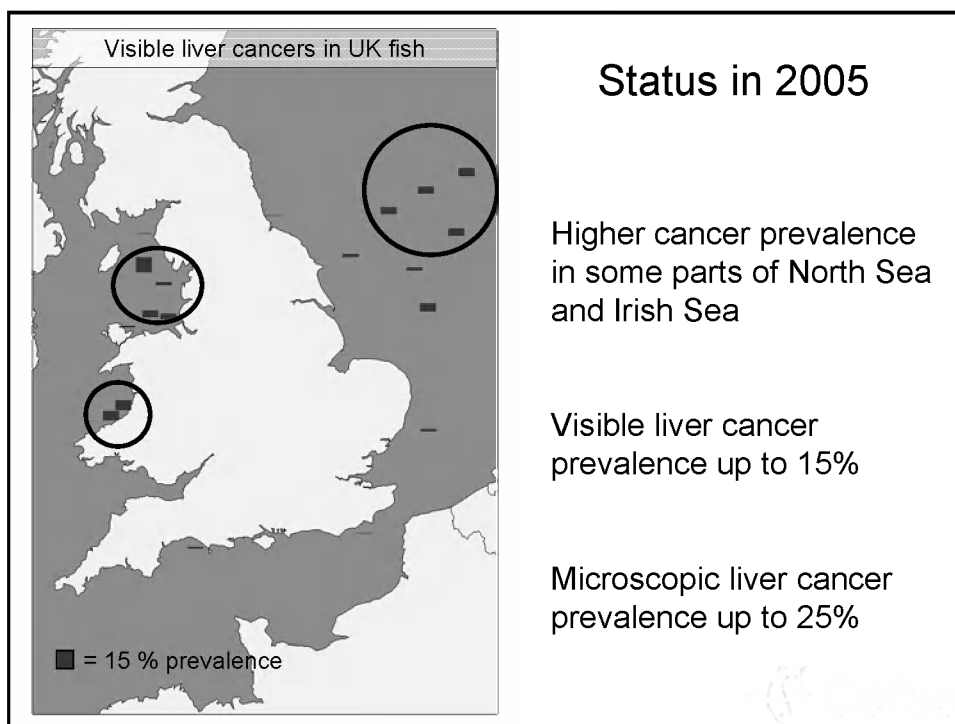 Visible liver cancers in UK fish
Status in 2005
Higher cancer prevalence
in some parts of North Sea
and Irish Sea
Visible liver cancer
prevalence up to 15%
Microscopic liver cancer
prevalence up to 25%
= 15 % prevalence